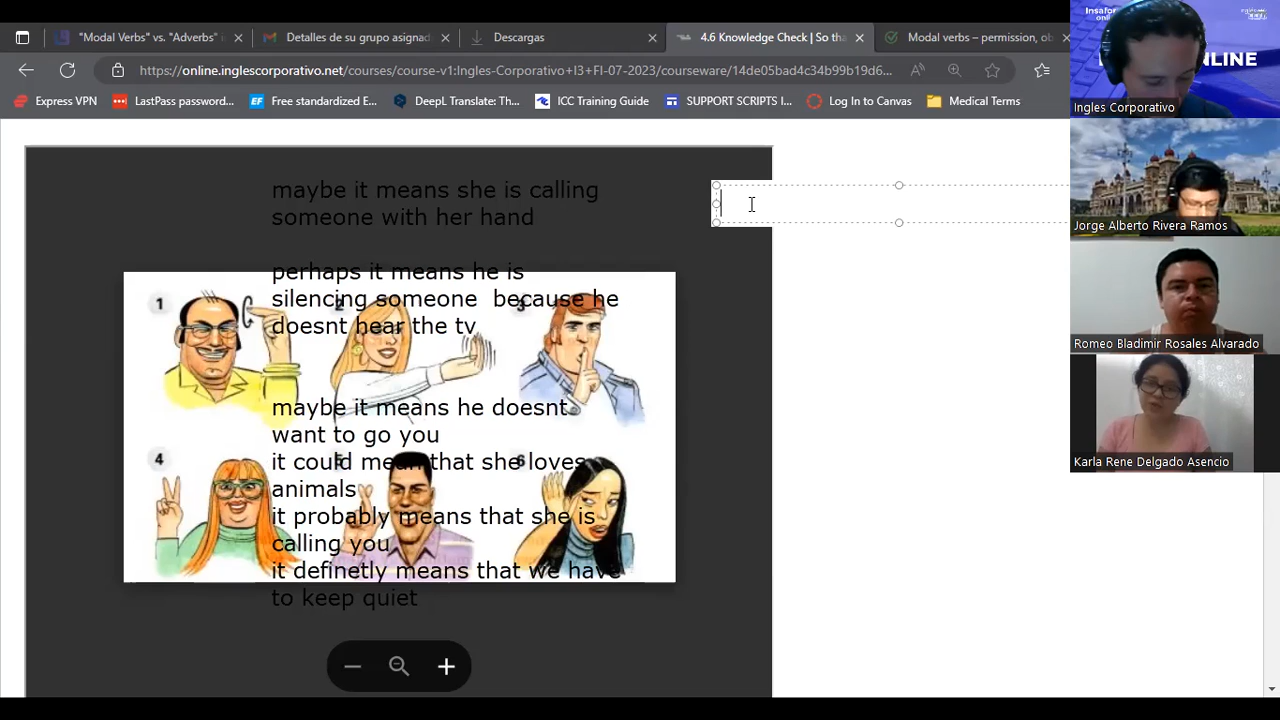 "Modal Verbs" vs. "Adverbs" i
Detalles de su grupo asignad
Descargas
4.6 Knowledge Check | So tha
Modal verbs – permission, ob
https://online.inglescorporativo.net/courses/course-v1:Ingles-Corporativo+I3+FI-07-2023/courseware/14de05bad4c34b99b19d6...
Express VPN
LastPass password...
Free standardized E...
DeepL Translate: Th...
ICC Training Guide
SUPPORT SCRIPTS I...
Log In to Canvas
Medical Terms
maybe it means she is calling
someone with her hand
perhaps it means he is
silencing someone because he
doesnt hear the tv
maybe it means he doesnt
want to go you
it could mean that she loves
animals
it probably means that she is
calling you
it definetly means that we have
to keep quiet
1
2
3
4
5
6
NLINE
Ingles Corporativo
Jorge Alberto Rivera Ramos
Romeo Bladimir Rosales Alvarado
Karla Rene Delgado Asencio